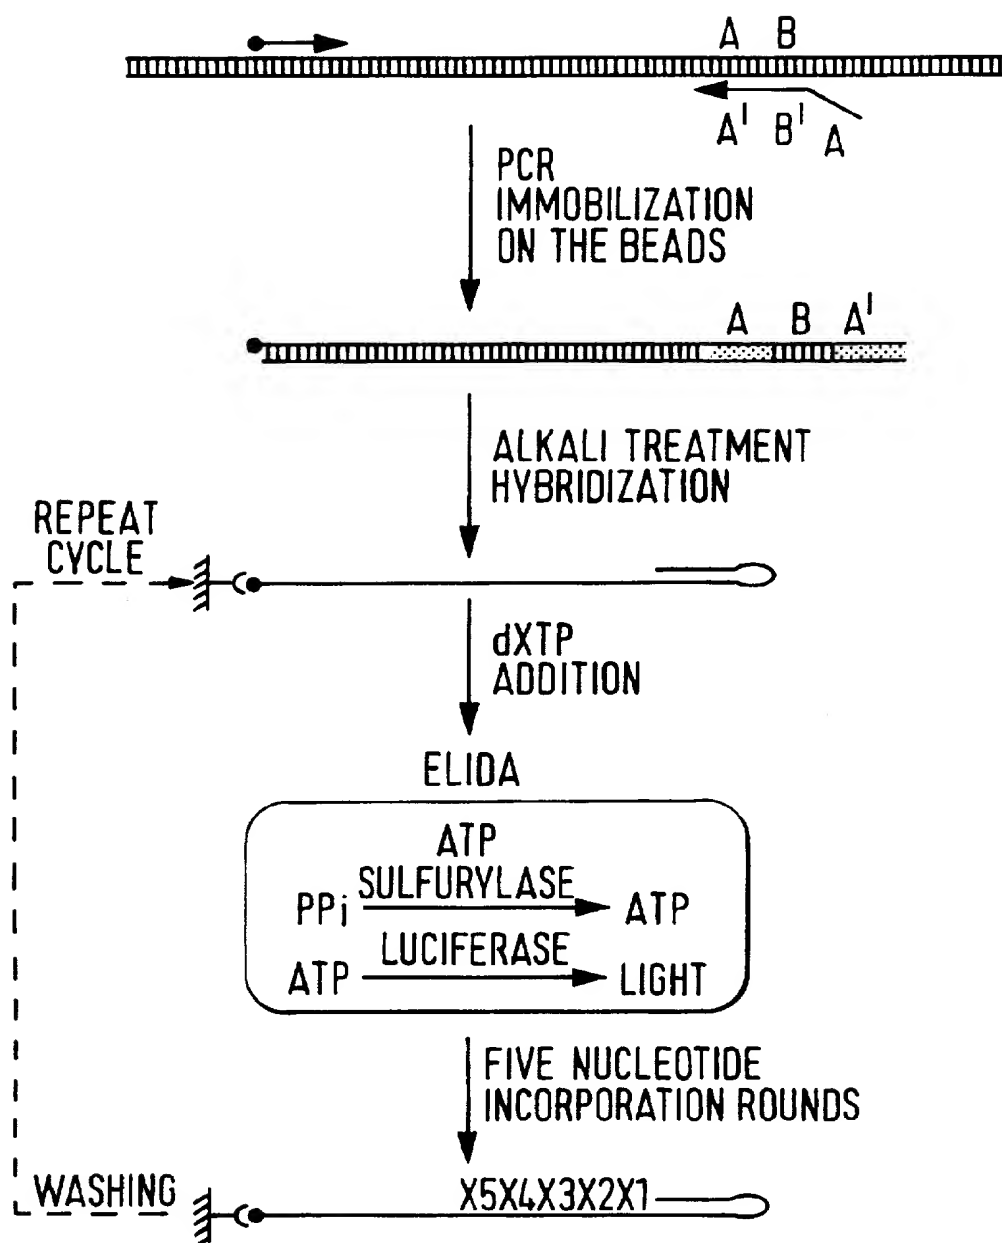 A B
A' B' A
PCR
IMMOBILIZATION
ON THE BEADS
A B A'
ALKALI TREATMENT
HYBRIDIZATION
REPEAT
CYCLE
dXTP
ADDITION
ELIDA
ATP
SULFURYLASE
PPi ATP
LUCIFERASE
ATP LIGHT
FIVE NUCLEOTIDE
INCORPORATION ROUNDS
WASHING
X5X4X3X2X1